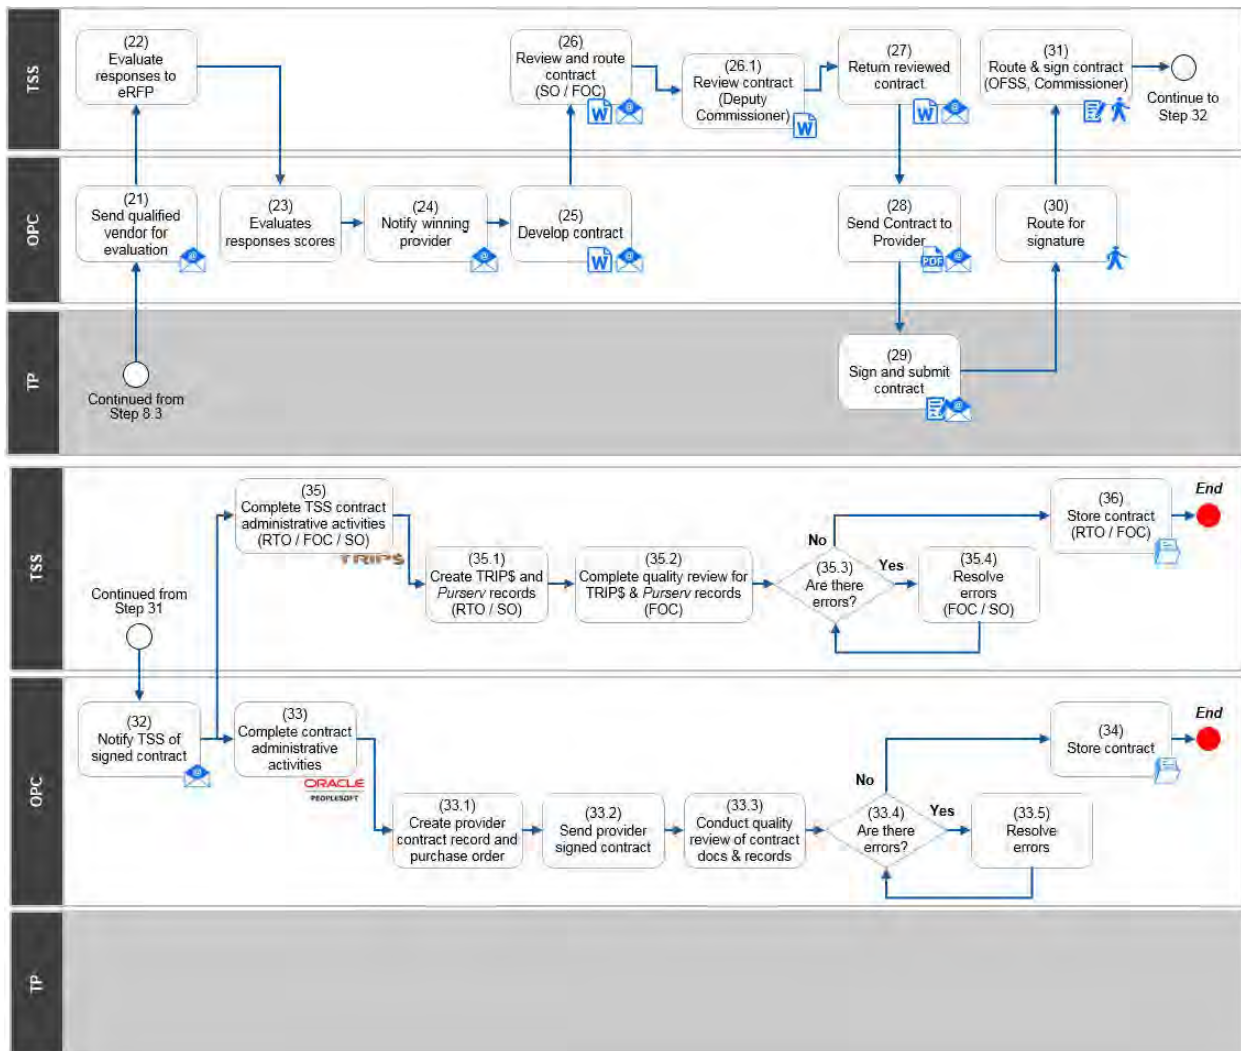 TSS
(22)
Evaluate
responses to
eRFP
(26)
Review and route
contract
(SO / FOC)
W
@
(26.1)
Review contract
(Deputy
Commissioner)
W
(27)
Return reviewed
contract
W
@
(31)
Route & sign contract
(OFSS, Commissioner)
Continue to
Step 32
OPC
(21)
Send qualified
vendor for
evaluation
@
(23)
Evaluates
responses scores
(24)
Notify winning
provider
@
(25)
Develop contract
W
@
(28)
Send Contract to
Provider
PDF
@
(30)
Route for
signature
TP
Continued from
Step 8.3
(29)
Sign and submit
contract
@
TSS
Continued from
Step 31
(35)
Complete TSS contract
administrative activities
(RTO / FOC / SO)
TRIP$
(35.1)
Create TRIP$ and
Purserv records
(RTO / SO)
(35.2)
Complete quality review for
TRIP$ & Purserv records
(FOC)
No
(35.3)
Are there
errors?
Yes
(35.4)
Resolve
errors
(FOC / SO)
(36)
Store contract
(RTO / FOC)
End
OPC
(32)
Notify TSS of
signed contract
@
(33)
Complete contract
administrative
activities
ORACLE
PEOPLESOFT
(33.1)
Create provider
contract record and
purchase order
(33.2)
Send provider
signed contract
(33.3)
Conduct quality
review of contract
docs & records
No
(33.4)
Are there
errors?
Yes
(33.5)
Resolve
errors
(34)
Store contract
End
TP